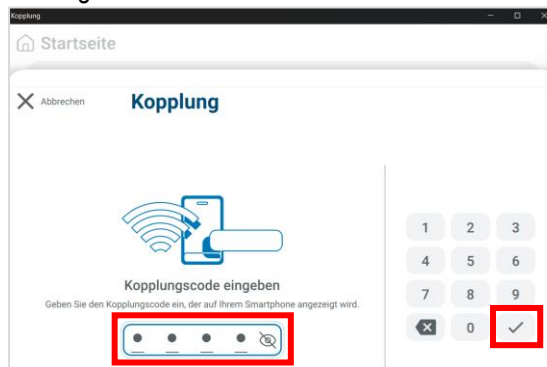 Kopplung
Startseite
Abbrechen
Kopplung
1 2 3
4 5 6
Kopplungscode eingeben
7 8 9
Geben Sie den Kopplungscode ein, der auf Ihrem Smartphone angezeigt wird.
0